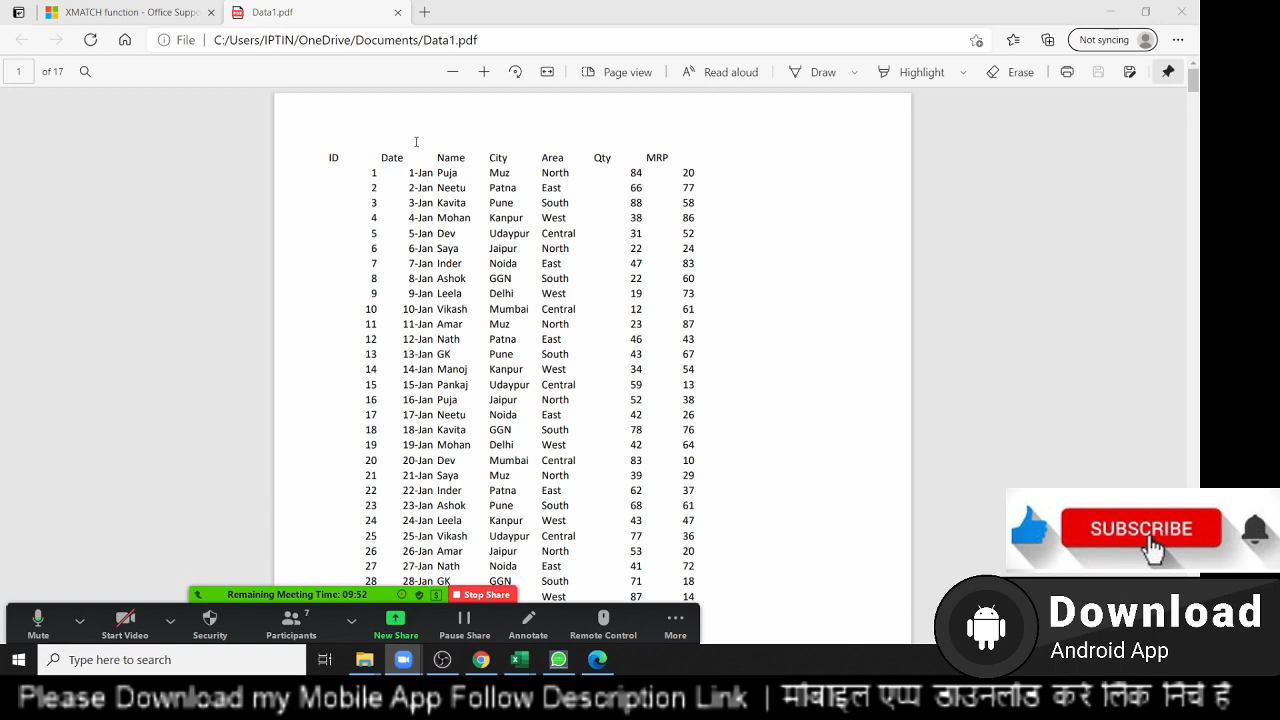 XMATCH function - Office Suppo
Data1.pdf
File
C:/Users/IPTIN/OneDrive/Documents/Data1.pdf
Not syncing
1 of 17
Page view
Read aloud
Draw
Highlight
Erase
ID Date Name City Area Qty MRP
1 1-Jan Puja Muz North 84 20
2 2-Jan Neetu Patna East 66 77
3 3-Jan Kavita Pune South 88 58
4 4-Jan Mohan Kanpur West 38 86
5 5-Jan Dev Udaypur Central 31 52
6 6-Jan Saya Jaipur North 22 24
7 7-Jan Inder Noida East 47 83
8 8-Jan Ashok GGN South 22 60
9 9-Jan Leela Delhi West 19 73
10 10-Jan Vikash Mumbai Central 12 61
11 11-Jan Amar Muz North 23 87
12 12-Jan Nath Patna East 46 43
13 13-Jan GK Pune South 43 67
14 14-Jan Manoj Kanpur West 34 54
15 15-Jan Pankaj Udaypur Central 59 13
16 16-Jan Puja Jaipur North 52 38
17 17-Jan Neetu Noida East 42 26
18 18-Jan Kavita GGN South 78 76
19 19-Jan Mohan Delhi West 42 64
20 20-Jan Dev Mumbai Central 83 10
21 21-Jan Saya Muz North 39 29
22 22-Jan Inder Patna East 62 37
23 23-Jan Ashok Pune South 68 61
24 24-Jan Leela Kanpur West 43 47
25 25-Jan Vikash Udaypur Central 77 36
26 26-Jan Amar Jaipur North 53 20
27 27-Jan Nath Noida East 41 72
28 28-Jan GK GGN South 71 18
West 87 14
Remaining Meeting Time: 09:52
Stop Share
7
Mute
Start Video
Security
Participants
New Share
Pause Share
Annotate
Remote Control
More
SUBSCRIBE
Download
Android App
Type here to search
Please Download my Mobile App Follow Description Link | मोबाइल एप्प डाउनलोड करे लिंक निचे है